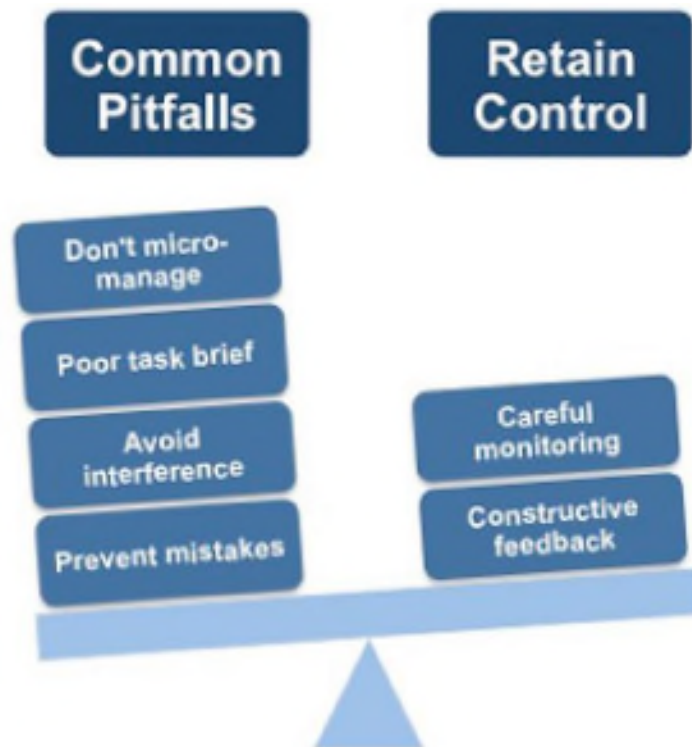 Common
Pitfalls
Retain
Control
Don't micro-
manage
Poor task brief
Avoid
interference
Prevent mistakes
Careful
monitoring
Constructive
feedback